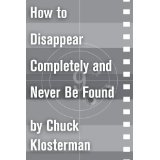 How to
Disappear
Completely and
Never Be Found
by Chuck
Klosterman